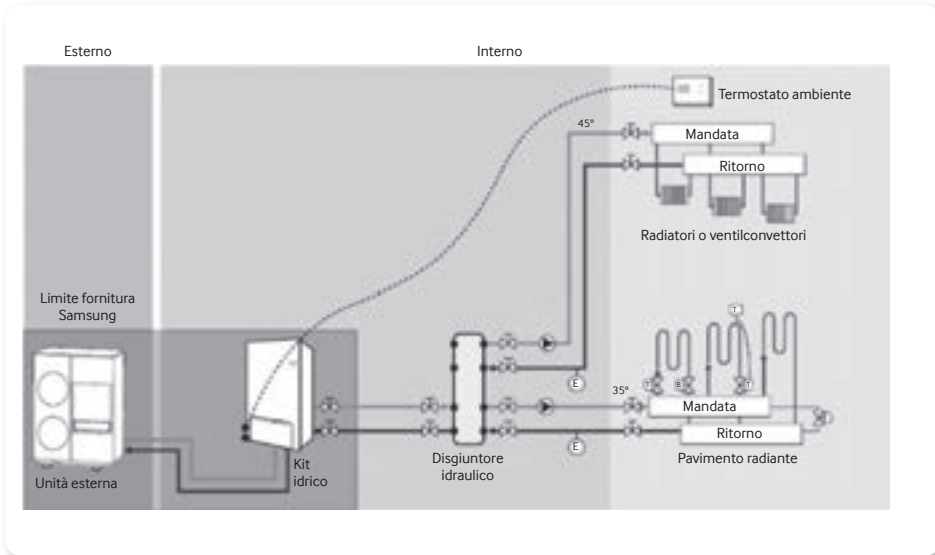 Esterno
Interno
Termostato ambiente
45°
Mandata
Ritorno
Radiatori o ventilconvettori
Limite fornitura
Samsung
T
35°
E
T
B
T
Mandata
Ritorno
E
Pavimento radiante
Disgiuntore
idraulico
Kit
idrico
Unità esterna